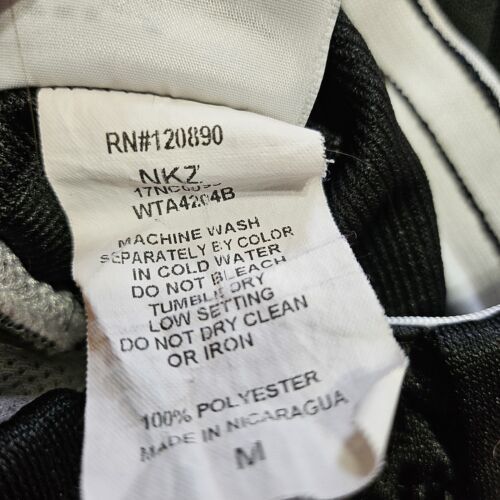 RN#120890
NKZ
WTA4204B
MACHINE WASH
SEPARATELY BY COLOR
IN COLD WATER
DO NOT BLEACH
TUMBLE DRY
LOW SETTING
DO NOT DRY CLEAN
OR IRON
100% POLYESTER
MADE IN NICARAGUA
M